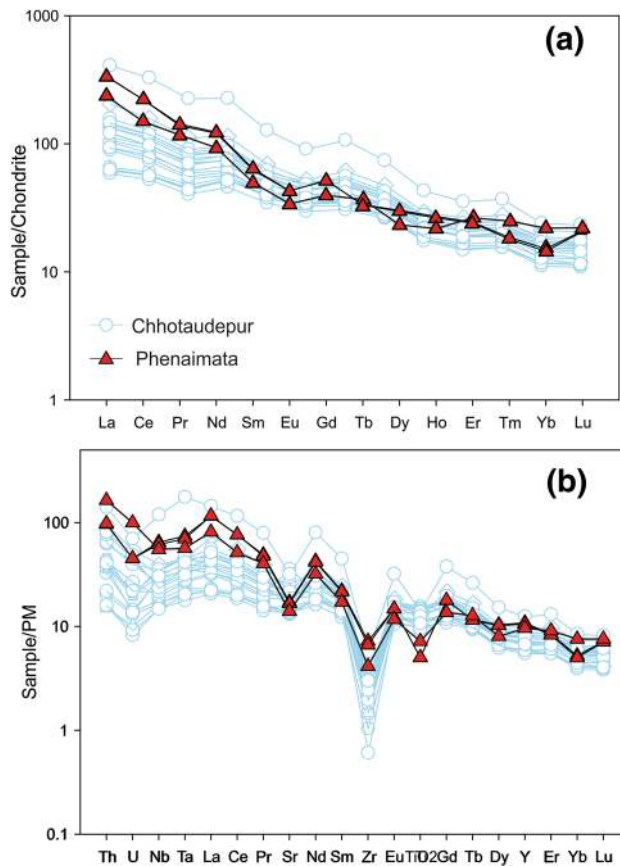 (a)
1000
100
10
1
Sample/Chondrite
Chhotaudepur
Phenaimata
La Ce Pr Nd Sm Eu Gd Tb Dy Ho Er Tm Yb Lu
(b)
100
10
1
0.1
Sample/PM
Th U Nb Ta La Ce Pr Sr Nd Sm Zr Eu TiO2 Gd Tb Dy Y Er Yb Lu